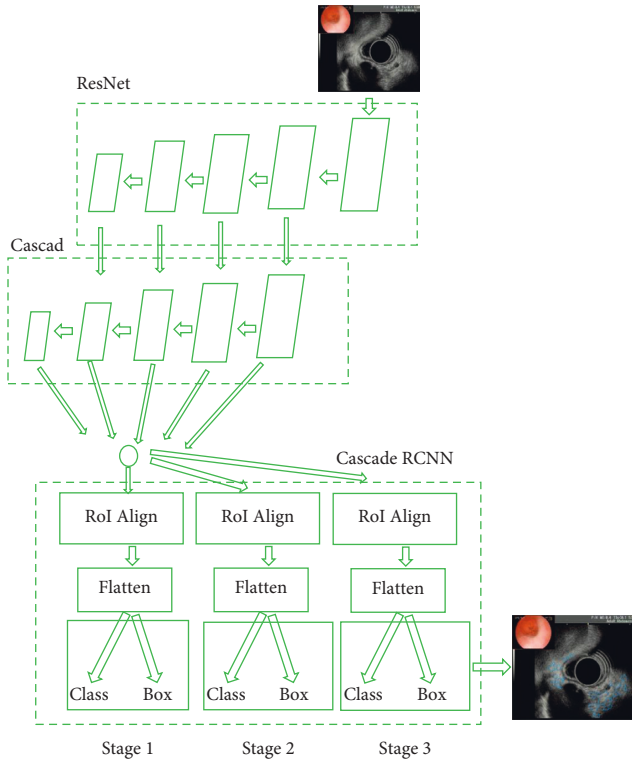 ResNet
Cascad
Cascade RCNN
RoI Align
RoI Align
RoI Align
Flatten
Flatten
Flatten
Class Box
Class Box
Class Box
Stage 1
Stage 2
Stage 3